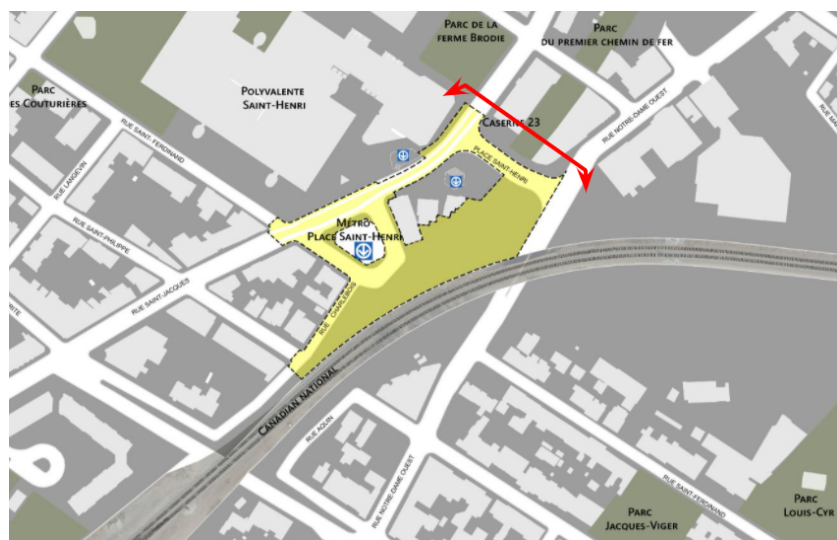 PARC DE LA
FERME BRODIE
PARC
DU PREMIER CHEMIN DE FER
PARC
ES COUTURIÈRES
POLYVALENTE
SAINT-HENRI
RUE SAINT-FERDINAND
CASERNE 23
RUE NOTRE-DAME OUEST
PLACE SAINT-HENRI
RUE LANGEVIN
RUE SAINT-PHILIPPE
MÉTRO
PLACE SAINT-HENRI
RUE SAINT-JACQUES
RUE CHARLEBOIS
CANADIAN NATIONAL
RUE AQUIN
RUE NOTRE-DAME OUEST
RUE SAINT-FERDINAND
PARC
JACQUES-VIGER
PARC
LOUIS-CYR